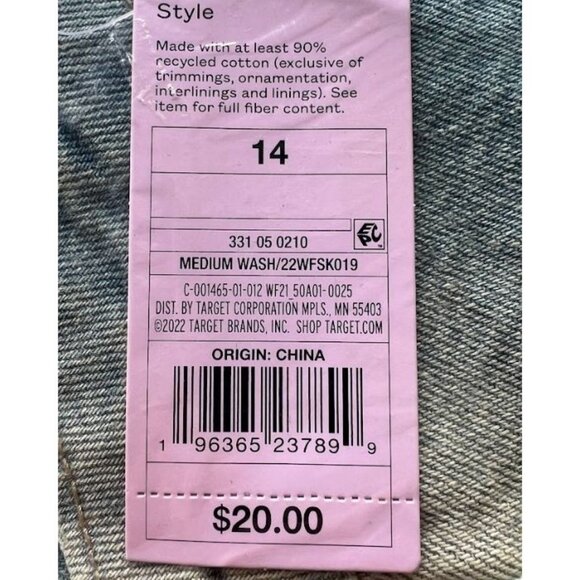 Style
Made with at least 90%
recycled cotton (exclusive of
trimmings, ornamentation,
interlinings and linings). See
item for full fiber content.
14
EPC
331 05 0210
MEDIUM WASH/22WFSK019
C-001465-01-012 WF21_50A01-0025
DIST. BY TARGET CORPORATION MPLS., MN 55403
©2022 TARGET BRANDS, INC. SHOP TARGET.COM
ORIGIN: CHINA
1 96365 23789 9
$20.00